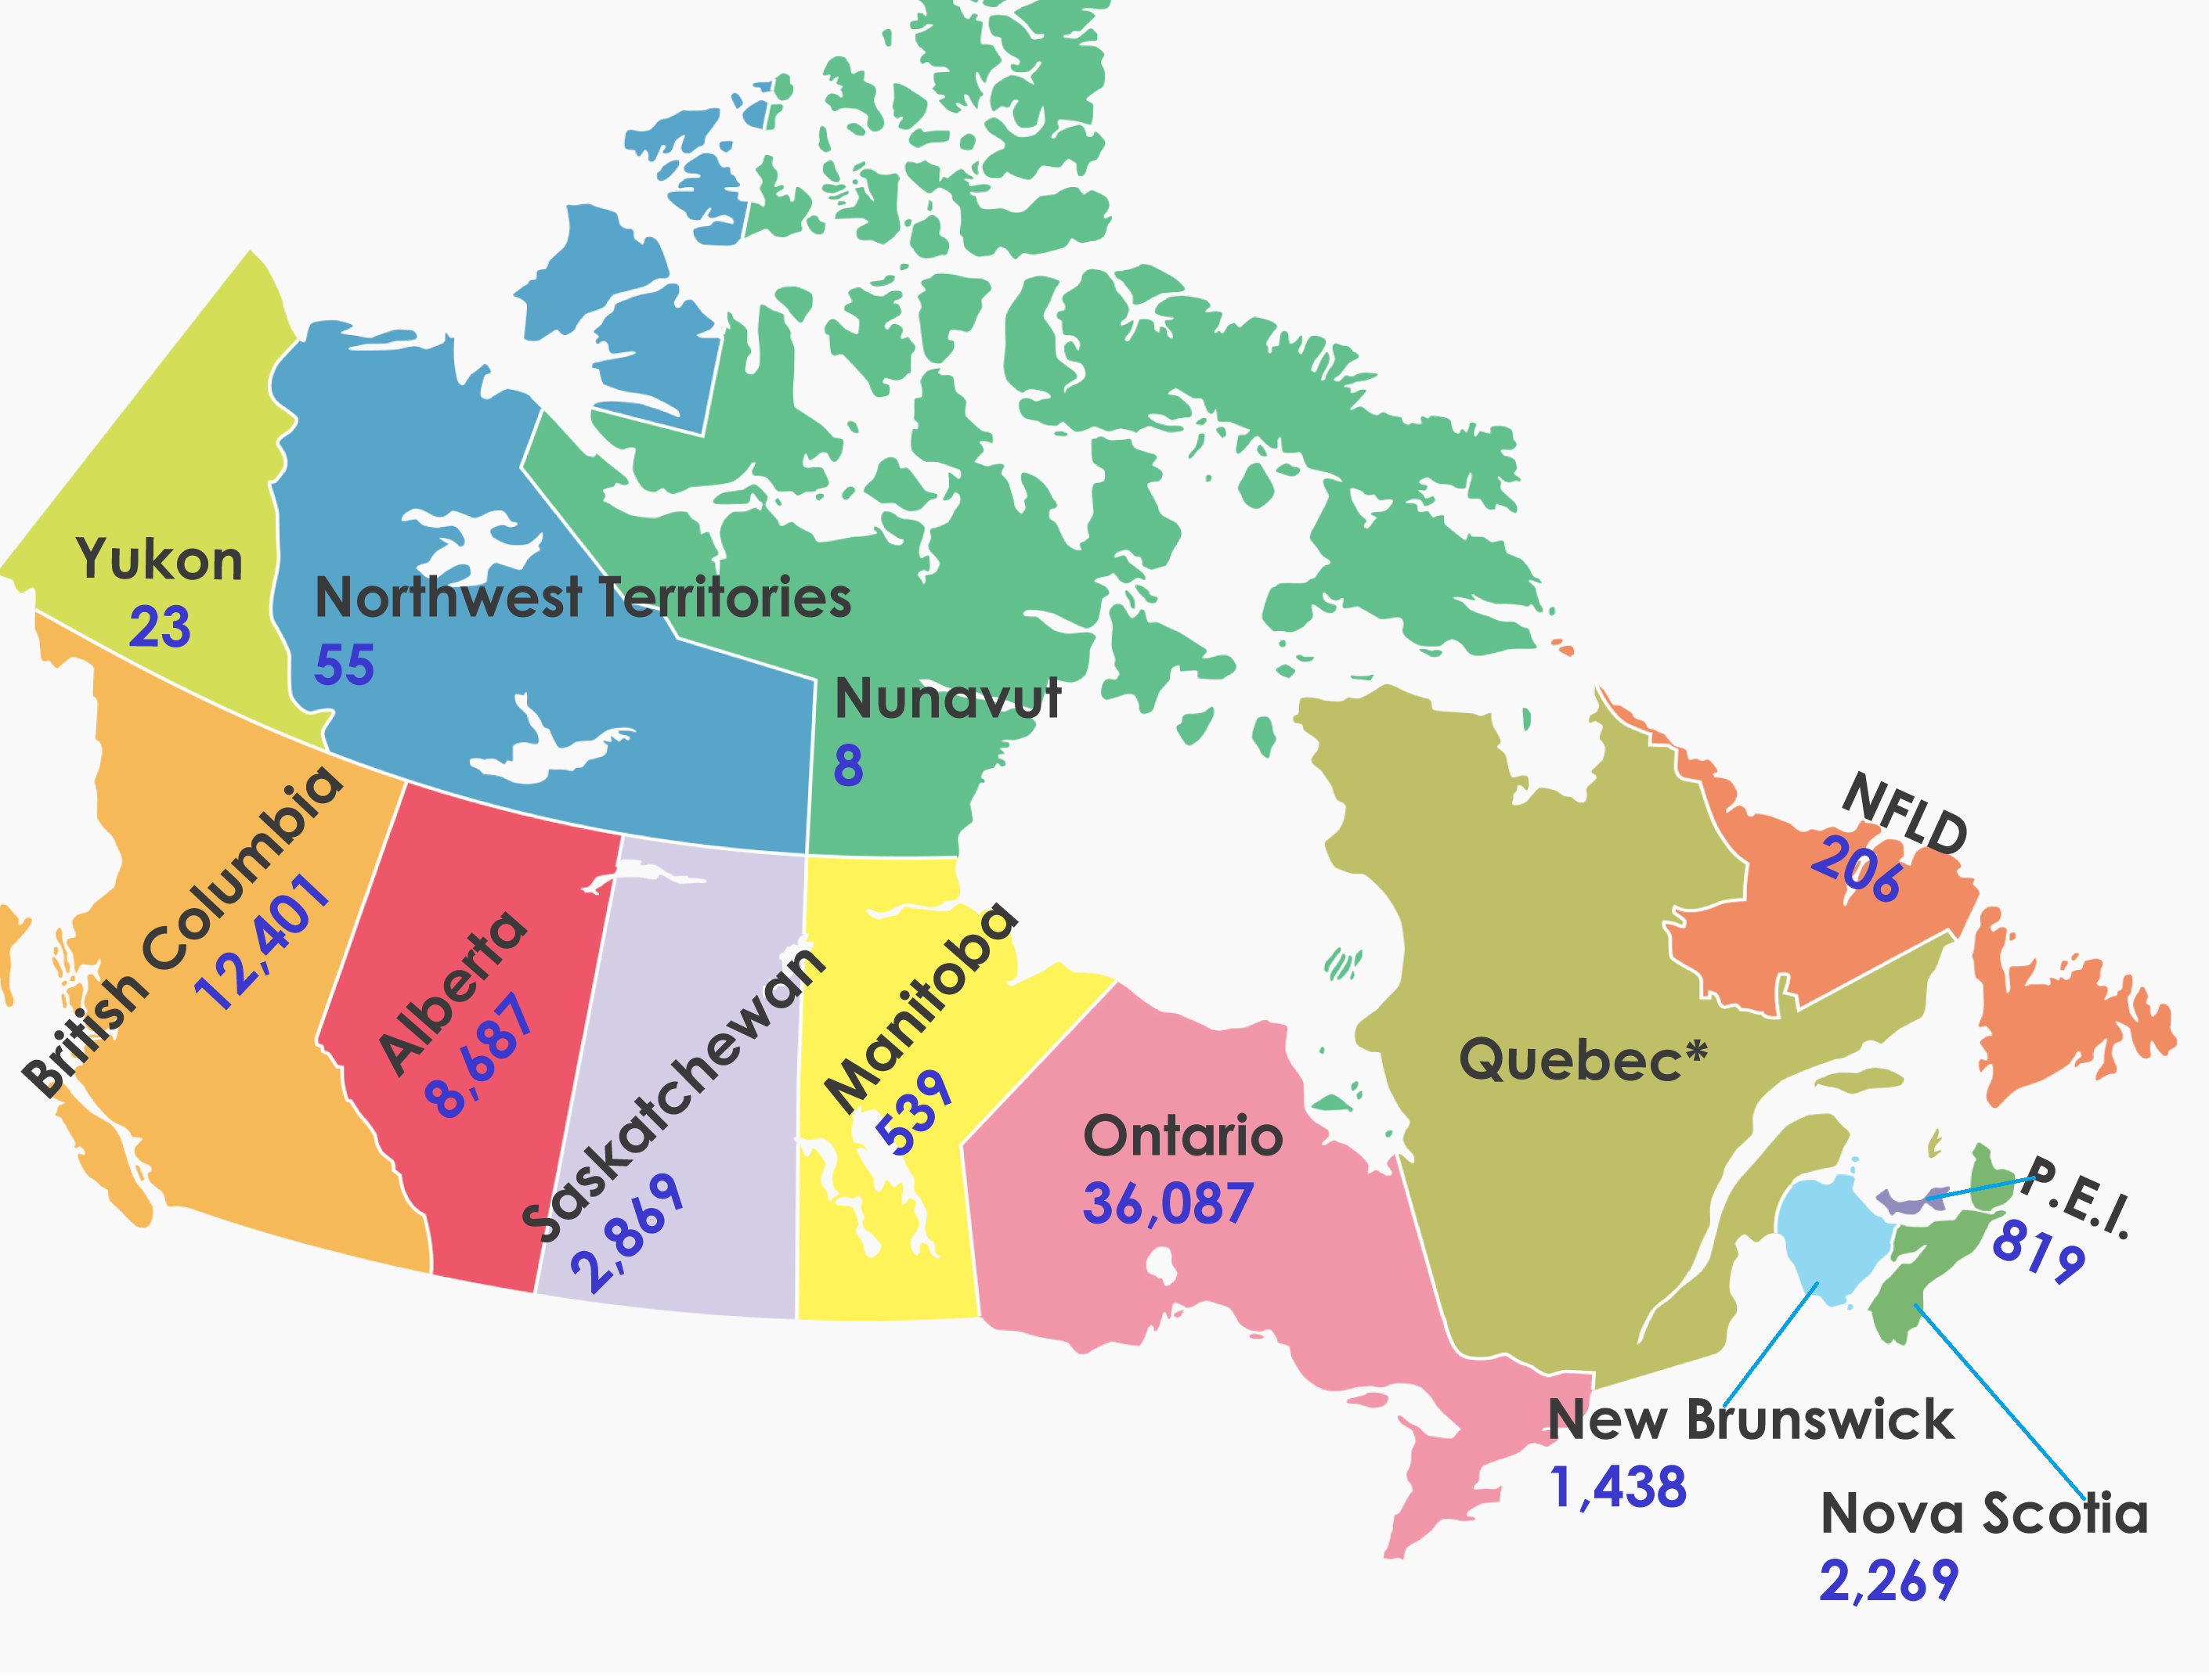 Yukon
23
Northwest Territories
55
Nunavut
8
British Columbia
12,401
Alberta
8,687
Saskatchewan
2,869
Manitoba
539
Ontario
36,087
Quebec*
NFLD
206
P.E.I.
819
New Brunswick
1,438
Nova Scotia
2,269